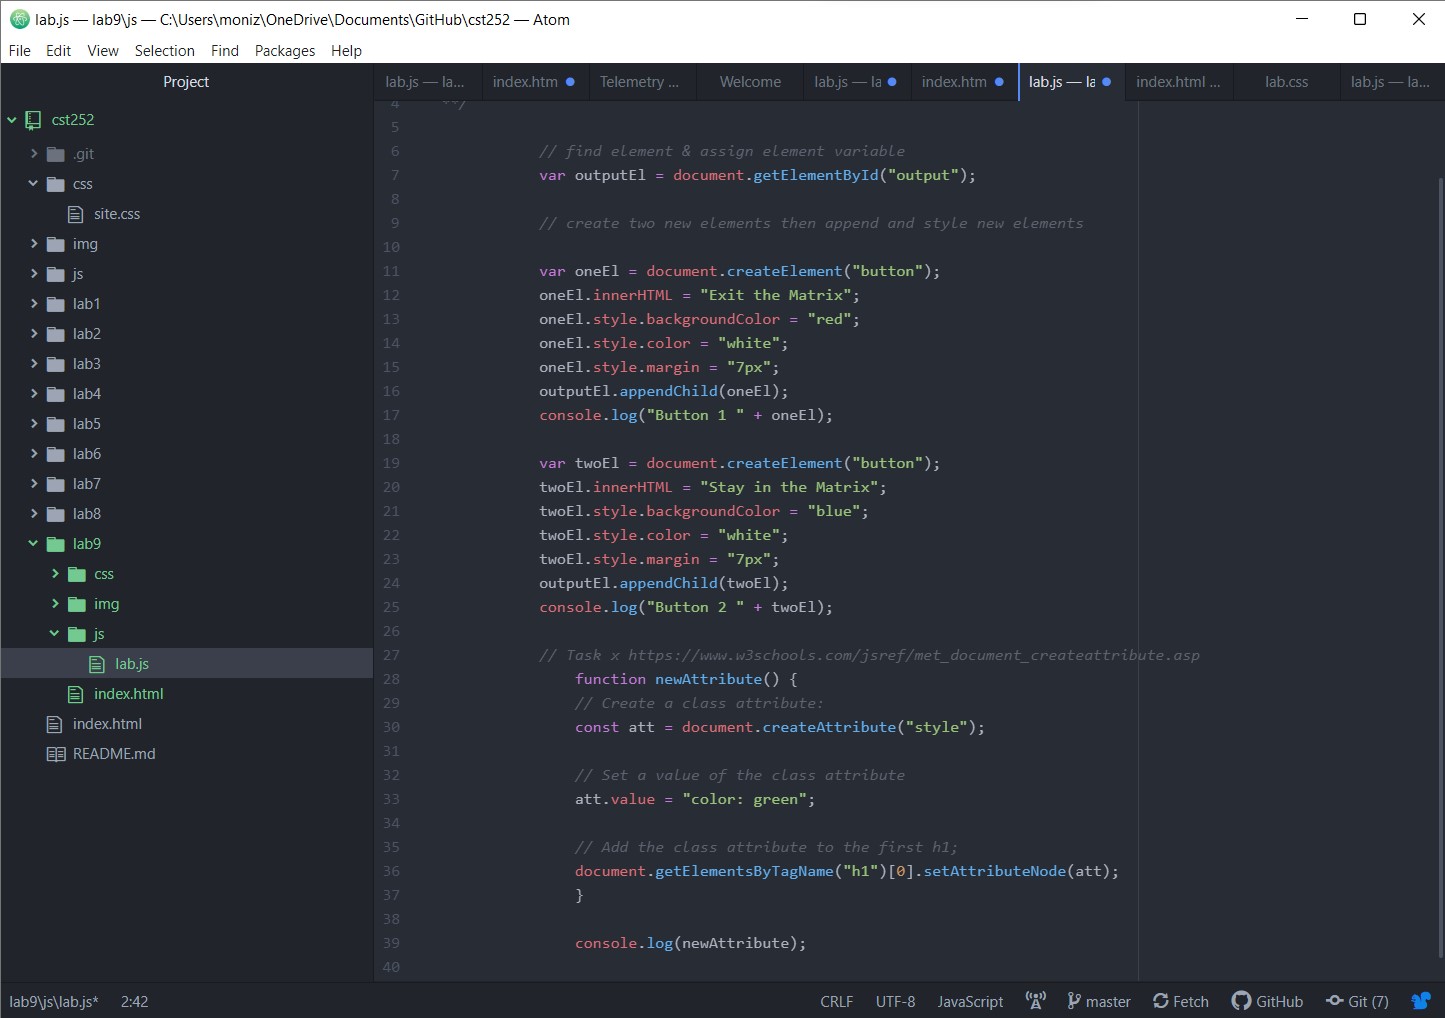 lab.js — lab9\js — C:\Users\moniz\OneDrive\Documents\GitHub\cst252 — Atom
File Edit View Selection Find Packages Help
Project
lab.js — la... index.htm Telemetry ... Welcome lab.js — la index.htm lab.js — la index.html ... lab.css lab.js — la...
cst252
.git
css
site.css
img
js
lab1
lab2
lab3
lab4
lab5
lab6
lab7
lab8
lab9
css
img
js
lab.js
index.html
index.html
README.md
4 **/
5
6 // find element & assign element variable
7 var outputEl = document.getElementById("output");
8
9 // create two new elements then append and style new elements
10
11 var oneEl = document.createElement("button");
12 oneEl.innerHTML = "Exit the Matrix";
13 oneEl.style.backgroundColor = "red";
14 oneEl.style.color = "white";
15 oneEl.style.margin = "7px";
16 outputEl.appendChild(oneEl);
17 console.log("Button 1 " + oneEl);
18
19 var twoEl = document.createElement("button");
20 twoEl.innerHTML = "Stay in the Matrix";
21 twoEl.style.backgroundColor = "blue";
22 twoEl.style.color = "white";
23 twoEl.style.margin = "7px";
24 outputEl.appendChild(twoEl);
25 console.log("Button 2 " + twoEl);
26
27 // Task x https://www.w3schools.com/jsref/met_document_createattribute.asp
28 function newAttribute() {
29 // Create a class attribute:
30 const att = document.createAttribute("style");
31
32 // Set a value of the class attribute
33 att.value = "color: green";
34
35 // Add the class attribute to the first h1;
36 document.getElementsByTagName("h1")[0].setAttributeNode(att);
37 }
38
39 console.log(newAttribute);
40
lab9\js\lab.js* 2:42 CRLF UTF-8 JavaScript master Fetch GitHub Git (7)